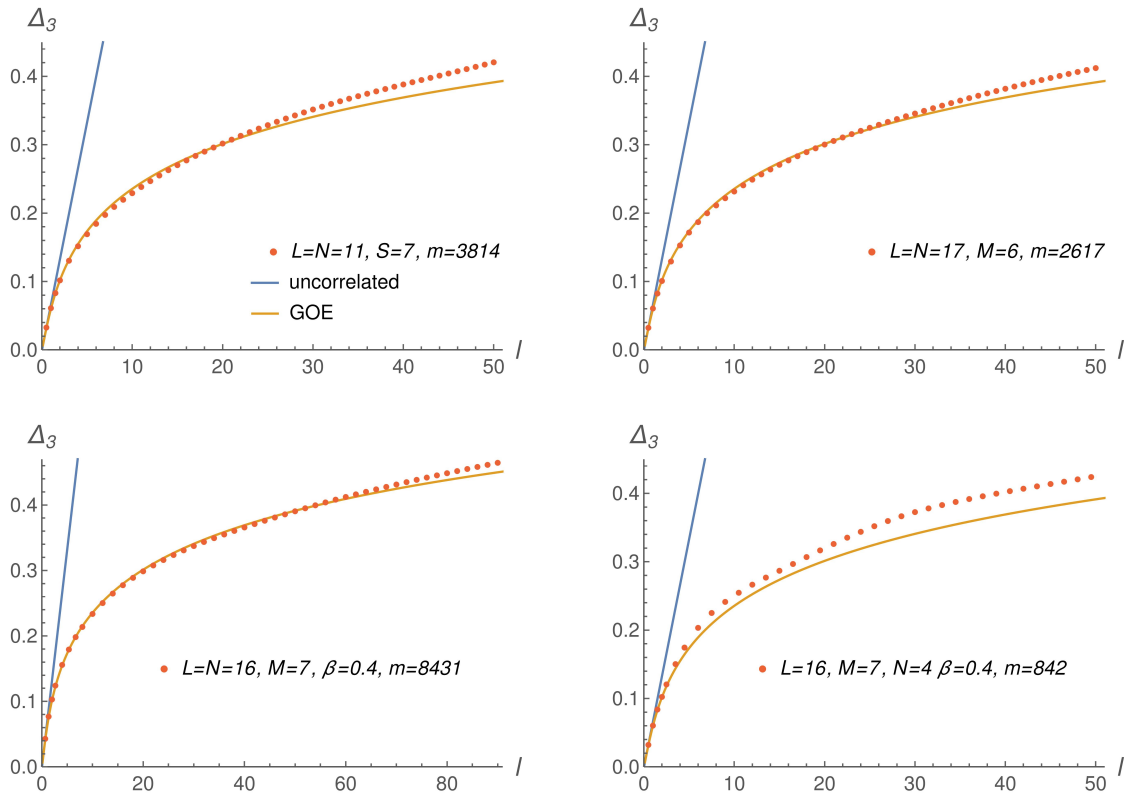 Δ₃
0.4
0.3
0.2
0.1
0.0
L=N=11, S=7, m=3814
uncorrelated
GOE
0 10 20 30 40 50 l
Δ₃
0.4
0.3
0.2
0.1
0.0
L=N=17, M=6, m=2617
0 10 20 30 40 50 l
Δ₃
0.4
0.3
0.2
0.1
0.0
L=N=16, M=7, β=0.4, m=8431
0 20 40 60 80 l
Δ₃
0.4
0.3
0.2
0.1
0.0
L=16, M=7, N=4 β=0.4, m=842
0 10 20 30 40 50 l